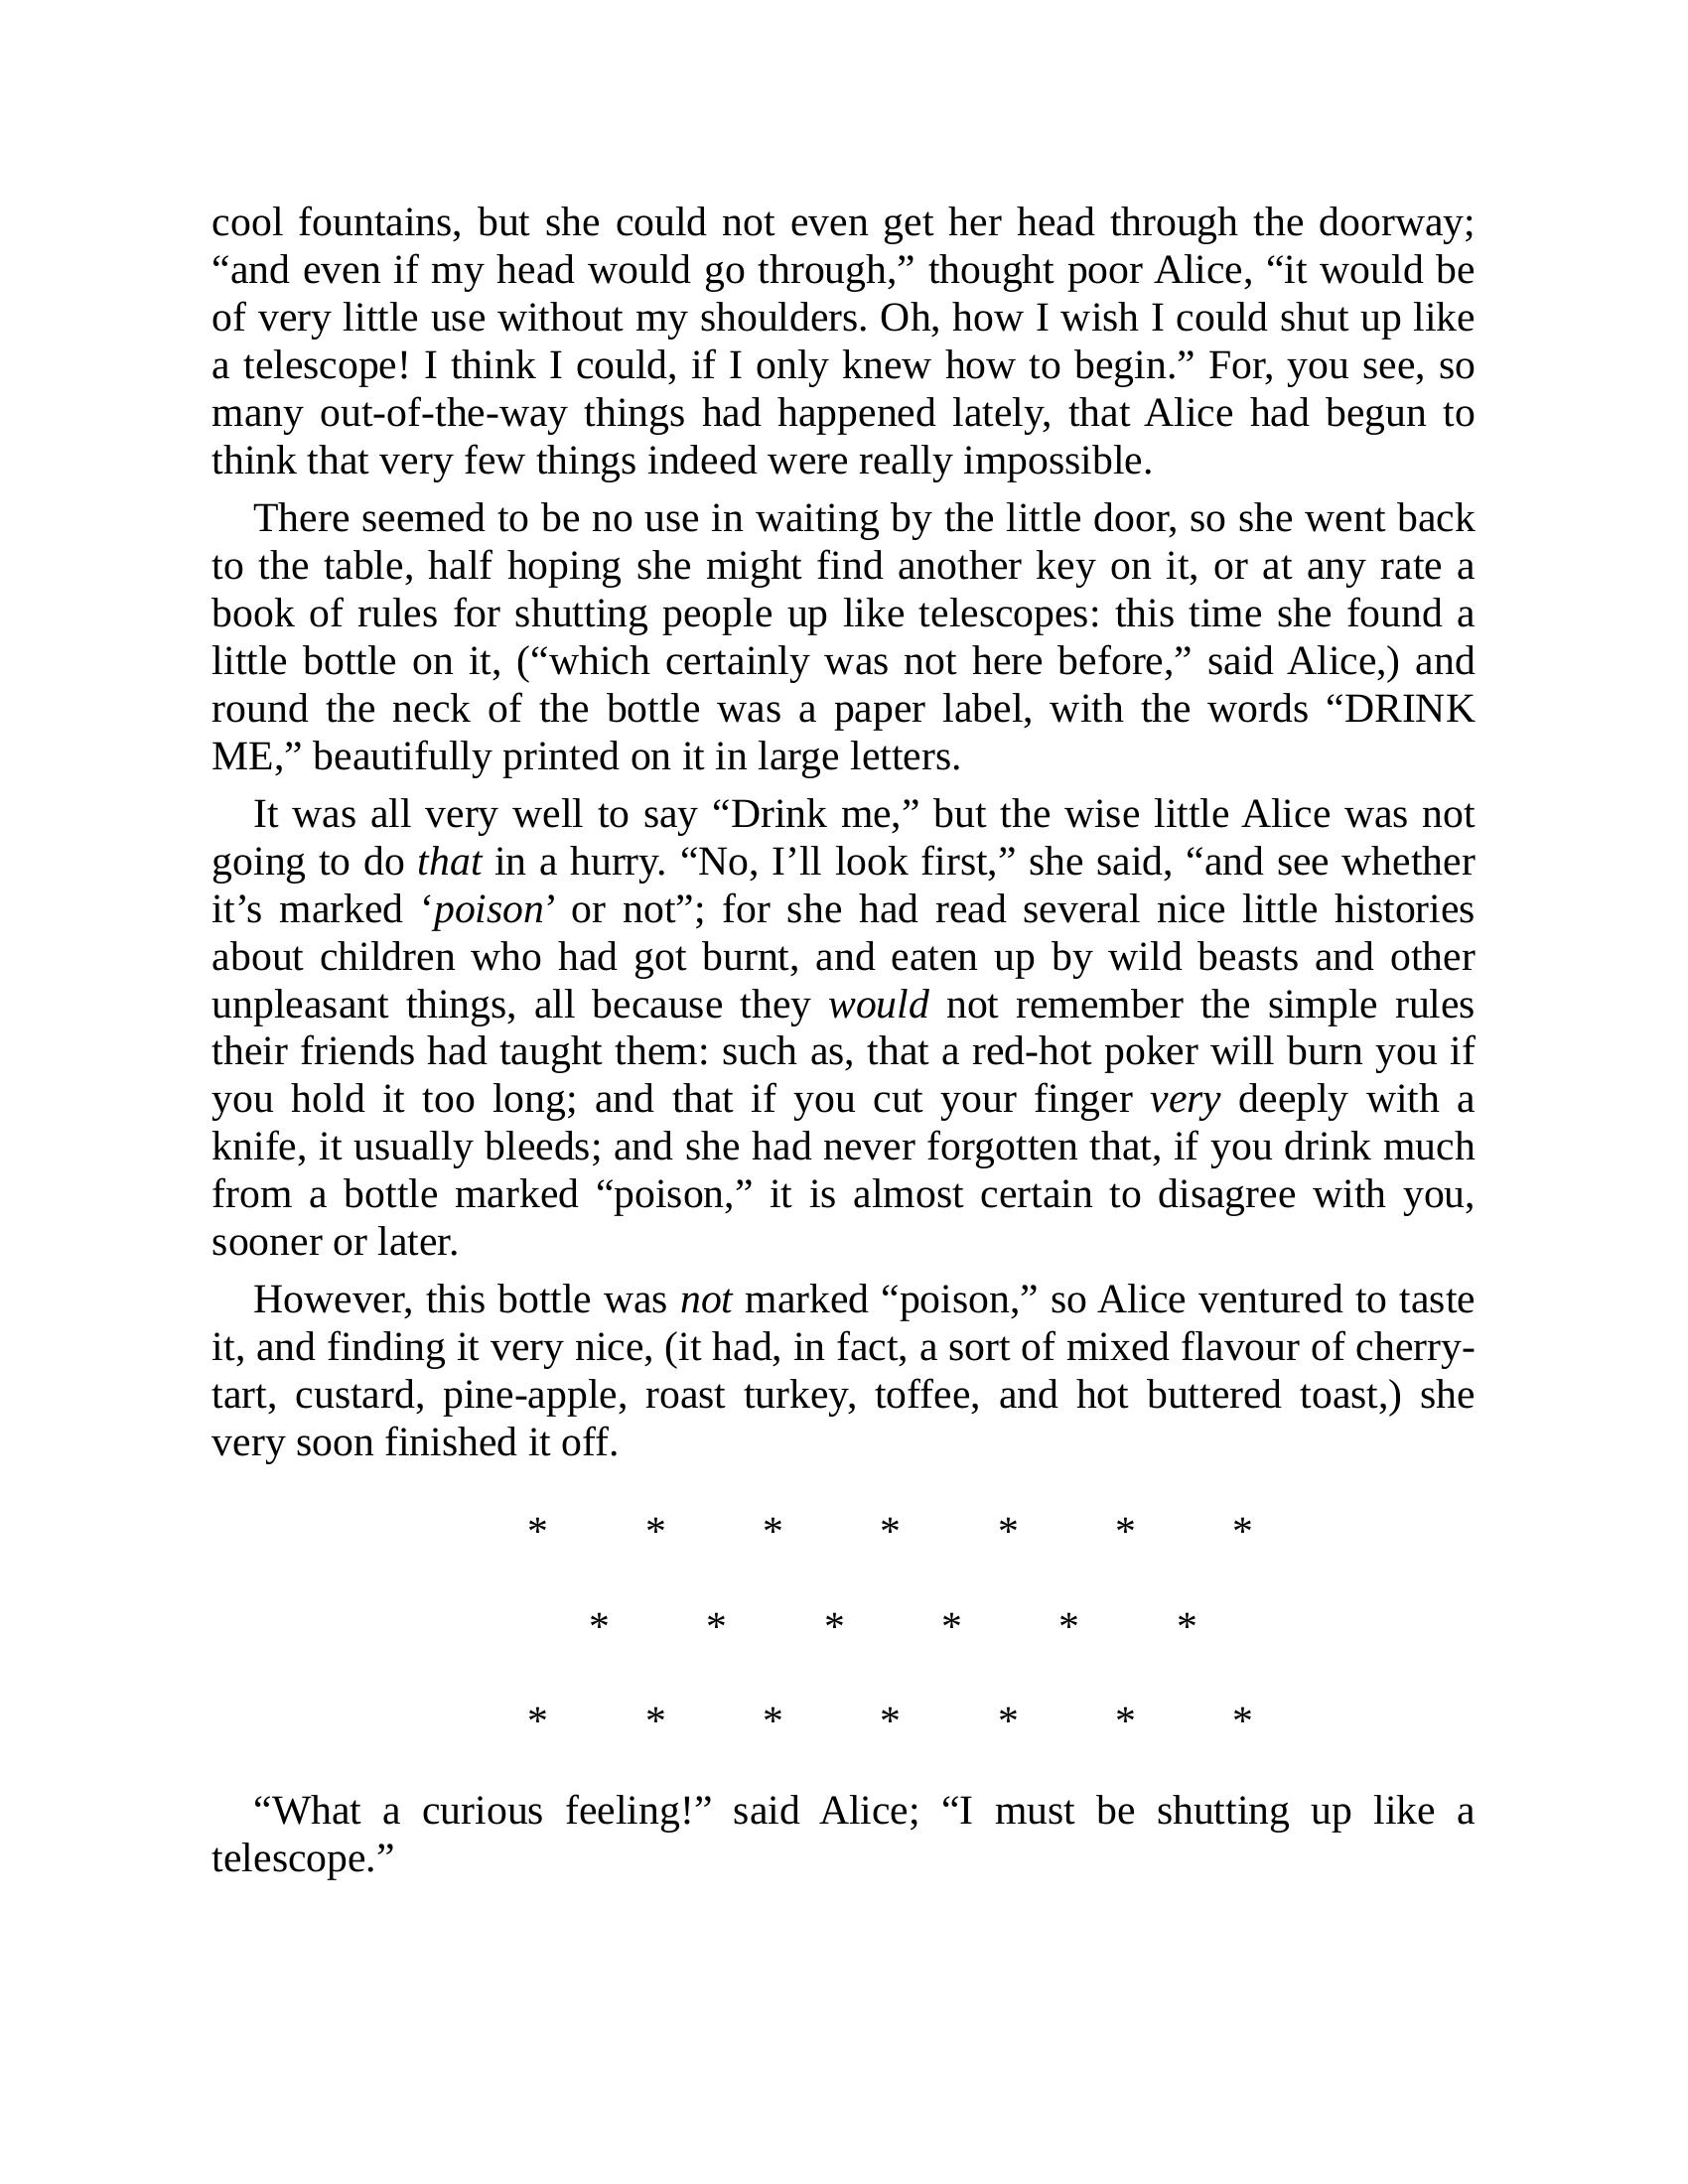 cool fountains, but she could not even get her head through the doorway;
“and even if my head would go through,” thought poor Alice, “it would be
of very little use without my shoulders. Oh, how I wish I could shut up like
a telescope! I think I could, if I only knew how to begin.” For, you see, so
many out-of-the-way things had happened lately, that Alice had begun to
think that very few things indeed were really impossible.
There seemed to be no use in waiting by the little door, so she went back
to the table, half hoping she might find another key on it, or at any rate a
book of rules for shutting people up like telescopes: this time she found a
little bottle on it, (“which certainly was not here before,” said Alice,) and
round the neck of the bottle was a paper label, with the words “DRINK
ME,” beautifully printed on it in large letters.
It was all very well to say “Drink me,” but the wise little Alice was not
going to do that in a hurry. “No, I’ll look first,” she said, “and see whether
it’s marked ‘poison’ or not”; for she had read several nice little histories
about children who had got burnt, and eaten up by wild beasts and other
unpleasant things, all because they would not remember the simple rules
their friends had taught them: such as, that a red-hot poker will burn you if
you hold it too long; and that if you cut your finger very deeply with a
knife, it usually bleeds; and she had never forgotten that, if you drink much
from a bottle marked “poison,” it is almost certain to disagree with you,
sooner or later.
However, this bottle was not marked “poison,” so Alice ventured to taste
it, and finding it very nice, (it had, in fact, a sort of mixed flavour of cherry-
tart, custard, pine-apple, roast turkey, toffee, and hot buttered toast,) she
very soon finished it off.
* * * * * * *
* * * * * *
* * * * * * *
“What a curious feeling!” said Alice; “I must be shutting up like a
telescope.”